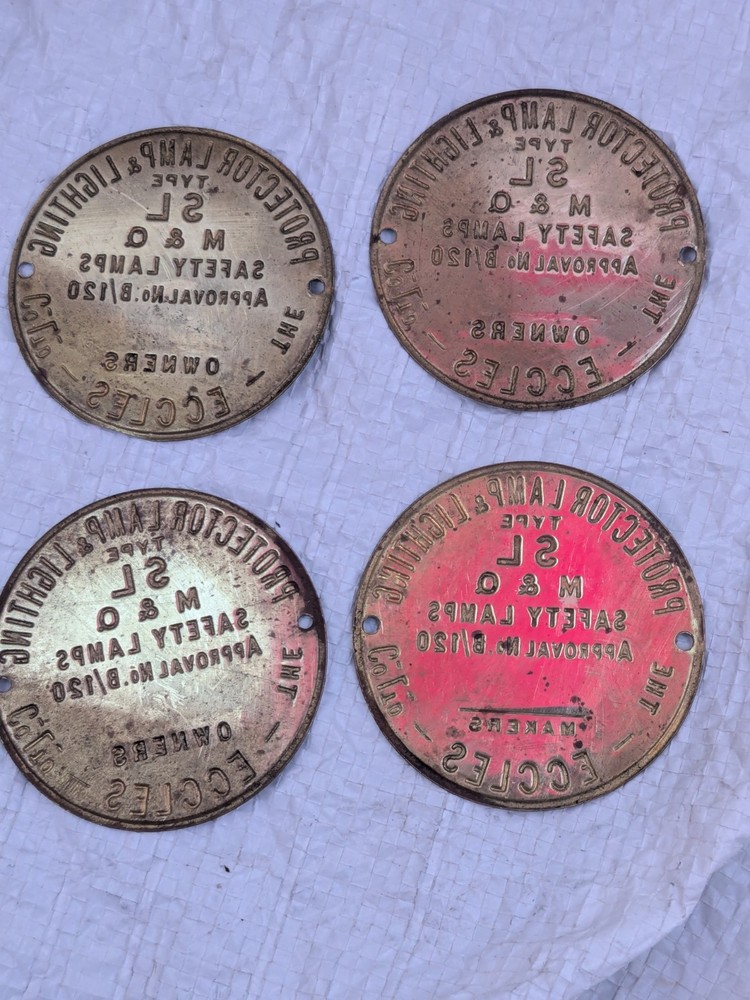 THE PROTECTOR LAMP & LIGHTING Co. LTD.
TYPE
SL
M & Q
SAFETY LAMPS
APPROVAL No. B/120
OWNERS
— ECCLES —
THE PROTECTOR LAMP & LIGHTING Co. LTD.
TYPE
SL
M & Q
SAFETY LAMPS
APPROVAL No. B/120
OWNERS
— ECCLES —
THE PROTECTOR LAMP & LIGHTING Co. LTD.
TYPE
SL
M & Q
SAFETY LAMPS
APPROVAL No. B/120
OWNERS
— ECCLES —
THE PROTECTOR LAMP & LIGHTING Co. LTD.
TYPE
SL
M & Q
SAFETY LAMPS
APPROVAL No. B/120
MAKERS
— ECCLES —